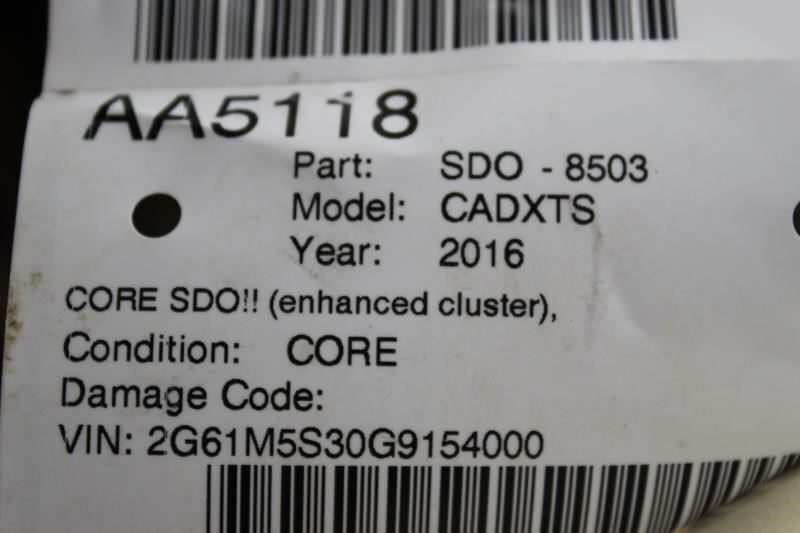 AA5118
Part: SDO - 8503
Model: CADXTS
Year: 2016
CORE SDO!! (enhanced cluster),
Condition: CORE
Damage Code:
VIN: 2G61M5S30G9154000